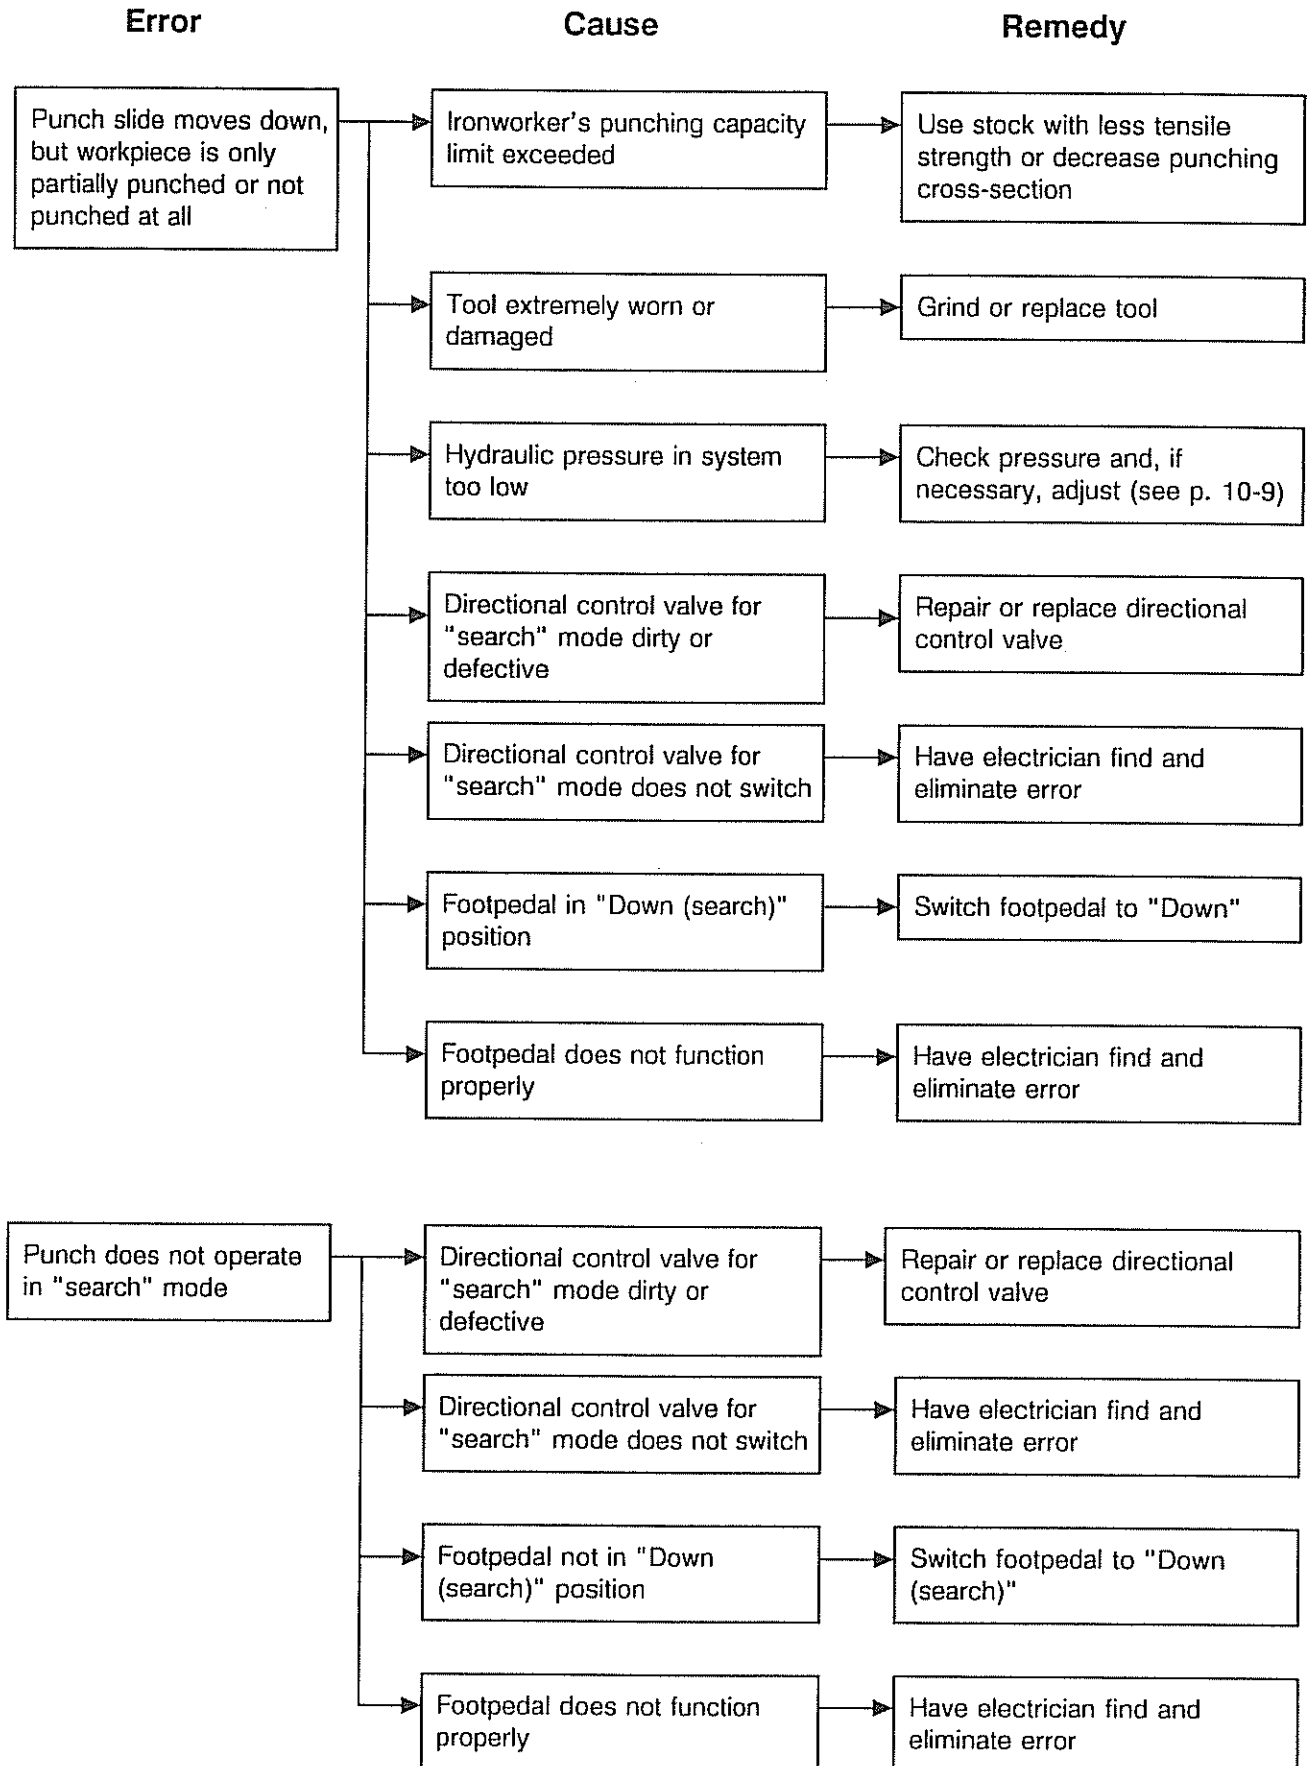 Error
Cause
Remedy
Punch slide moves down,
but workpiece is only
partially punched or not
punched at all
Ironworker's punching capacity
limit exceeded
Use stock with less tensile
strength or decrease punching
cross-section
Tool extremely worn or
damaged
Grind or replace tool
Hydraulic pressure in system
too low
Check pressure and, if
necessary, adjust (see p. 10-9)
Directional control valve for
"search" mode dirty or
defective
Repair or replace directional
control valve
Directional control valve for
"search" mode does not switch
Have electrician find and
eliminate error
Footpedal in "Down (search)"
position
Switch footpedal to "Down"
Footpedal does not function
properly
Have electrician find and
eliminate error
Punch does not operate
in "search" mode
Directional control valve for
"search" mode dirty or
defective
Repair or replace directional
control valve
Directional control valve for
"search" mode does not switch
Have electrician find and
eliminate error
Footpedal not in "Down
(search)" position
Switch footpedal to "Down
(search)"
Footpedal does not function
properly
Have electrician find and
eliminate error